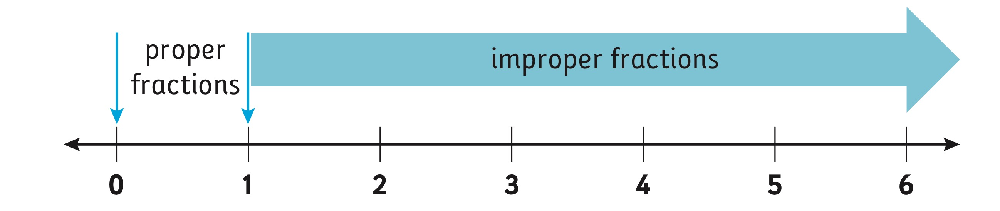 proper
fractions
improper fractions
0 1 2 3 4 5 6